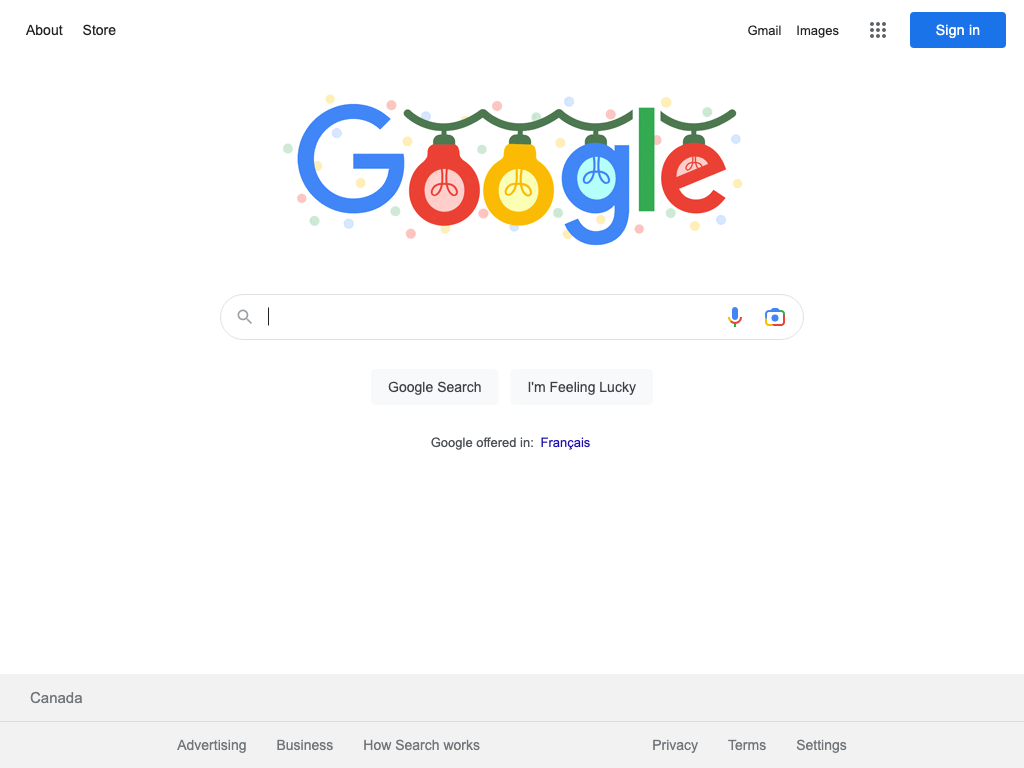 About Store
Gmail Images
Sign in
Google
Google Search
I'm Feeling Lucky
Google offered in: Français
Canada
Advertising Business How Search works
Privacy Terms Settings